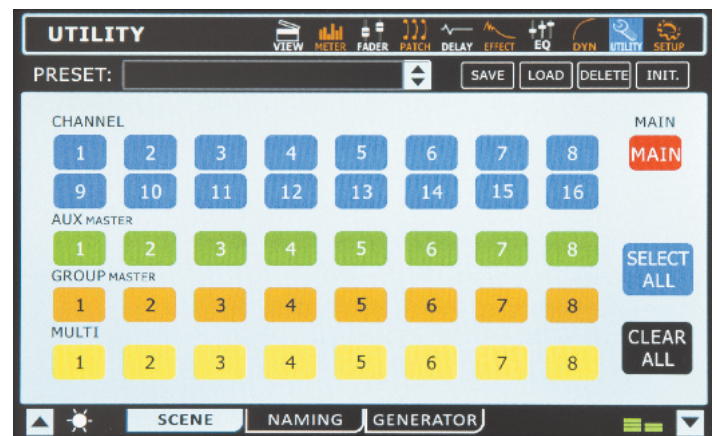 UTILITY VIEW METER FADER PATCH DELAY EFFECT EQ DYN UTILITY SETUP
PRESET: SAVE LOAD DELETE INIT.
CHANNEL MAIN
1 2 3 4 5 6 7 8 MAIN
9 10 11 12 13 14 15 16
AUX MASTER
1 2 3 4 5 6 7 8 SELECT ALL
GROUP MASTER
1 2 3 4 5 6 7 8
MULTI
1 2 3 4 5 6 7 8 CLEAR ALL
SCENE NAMING GENERATOR